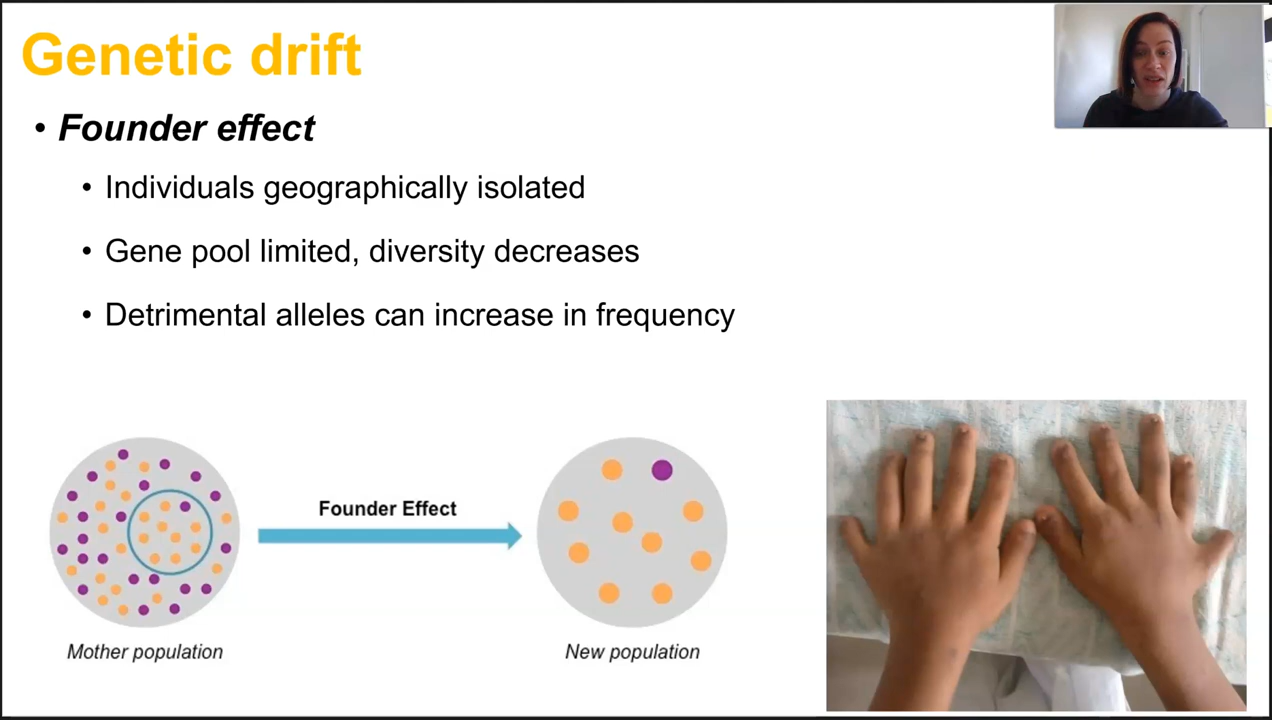 Genetic drift
• Founder effect
• Individuals geographically isolated
• Gene pool limited, diversity decreases
• Detrimental alleles can increase in frequency
Founder Effect
Mother population
New population